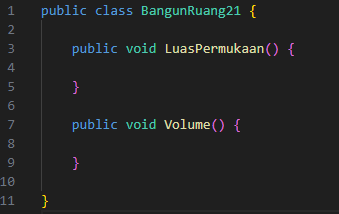 1 public class BangunRuang21 {
2
3     public void LuasPermukaan() {
4
5     }
6
7     public void Volume() {
8
9     }
10
11 }